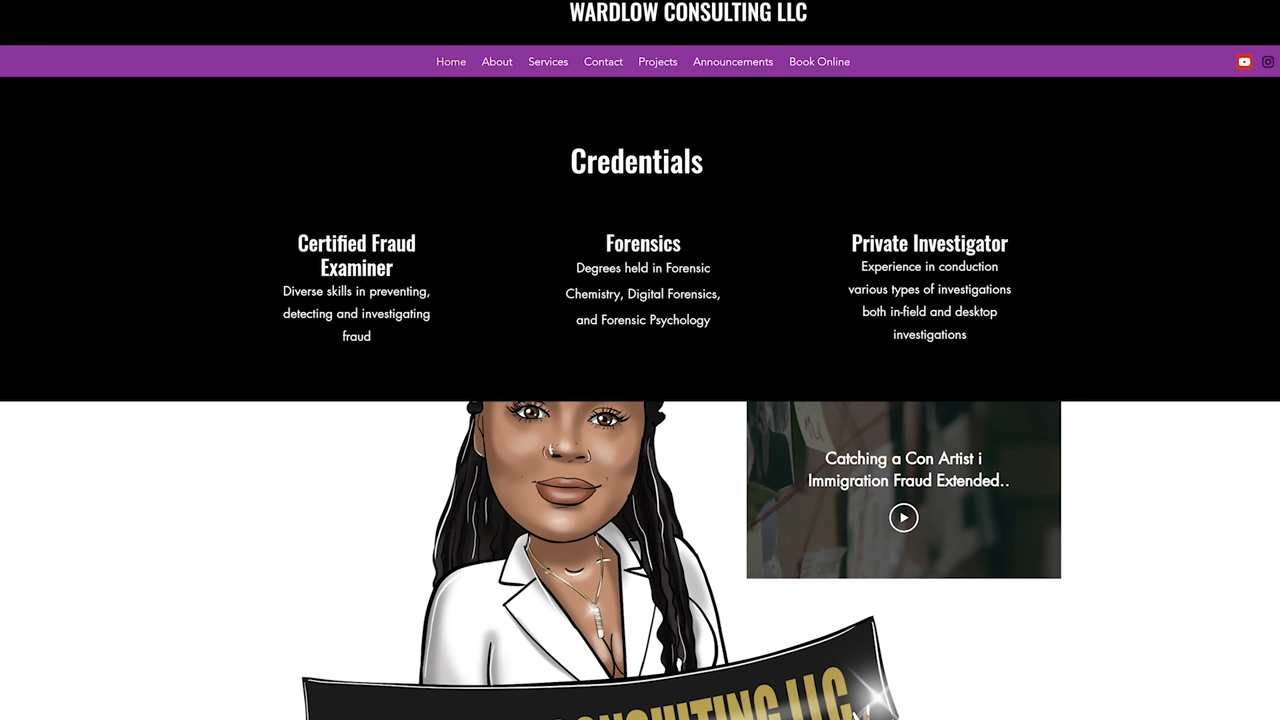 WARDLOW CONSULTING LLC
Home About Services Contact Projects Announcements Book Online
Credentials
Certified Fraud
Examiner
Diverse skills in preventing,
detecting and investigating
fraud
Forensics
Degrees held in Forensic
Chemistry, Digital Forensics,
and Forensic Psychology
Private Investigator
Experience in conduction
various types of investigations
both in-field and desktop
investigations
Catching a Con Artist i
Immigration Fraud Extended..
CONSULTING LLC